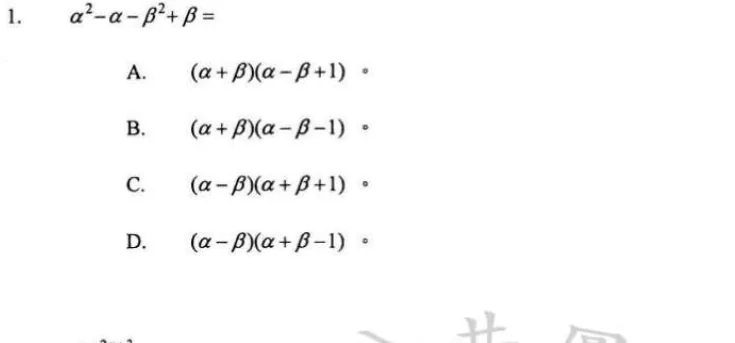 1. α²-α-β²+β=
A. (α+β)(α-β+1)。
B. (α+β)(α-β-1)。
C. (α-β)(α+β+1)。
D. (α-β)(α+β-1)。